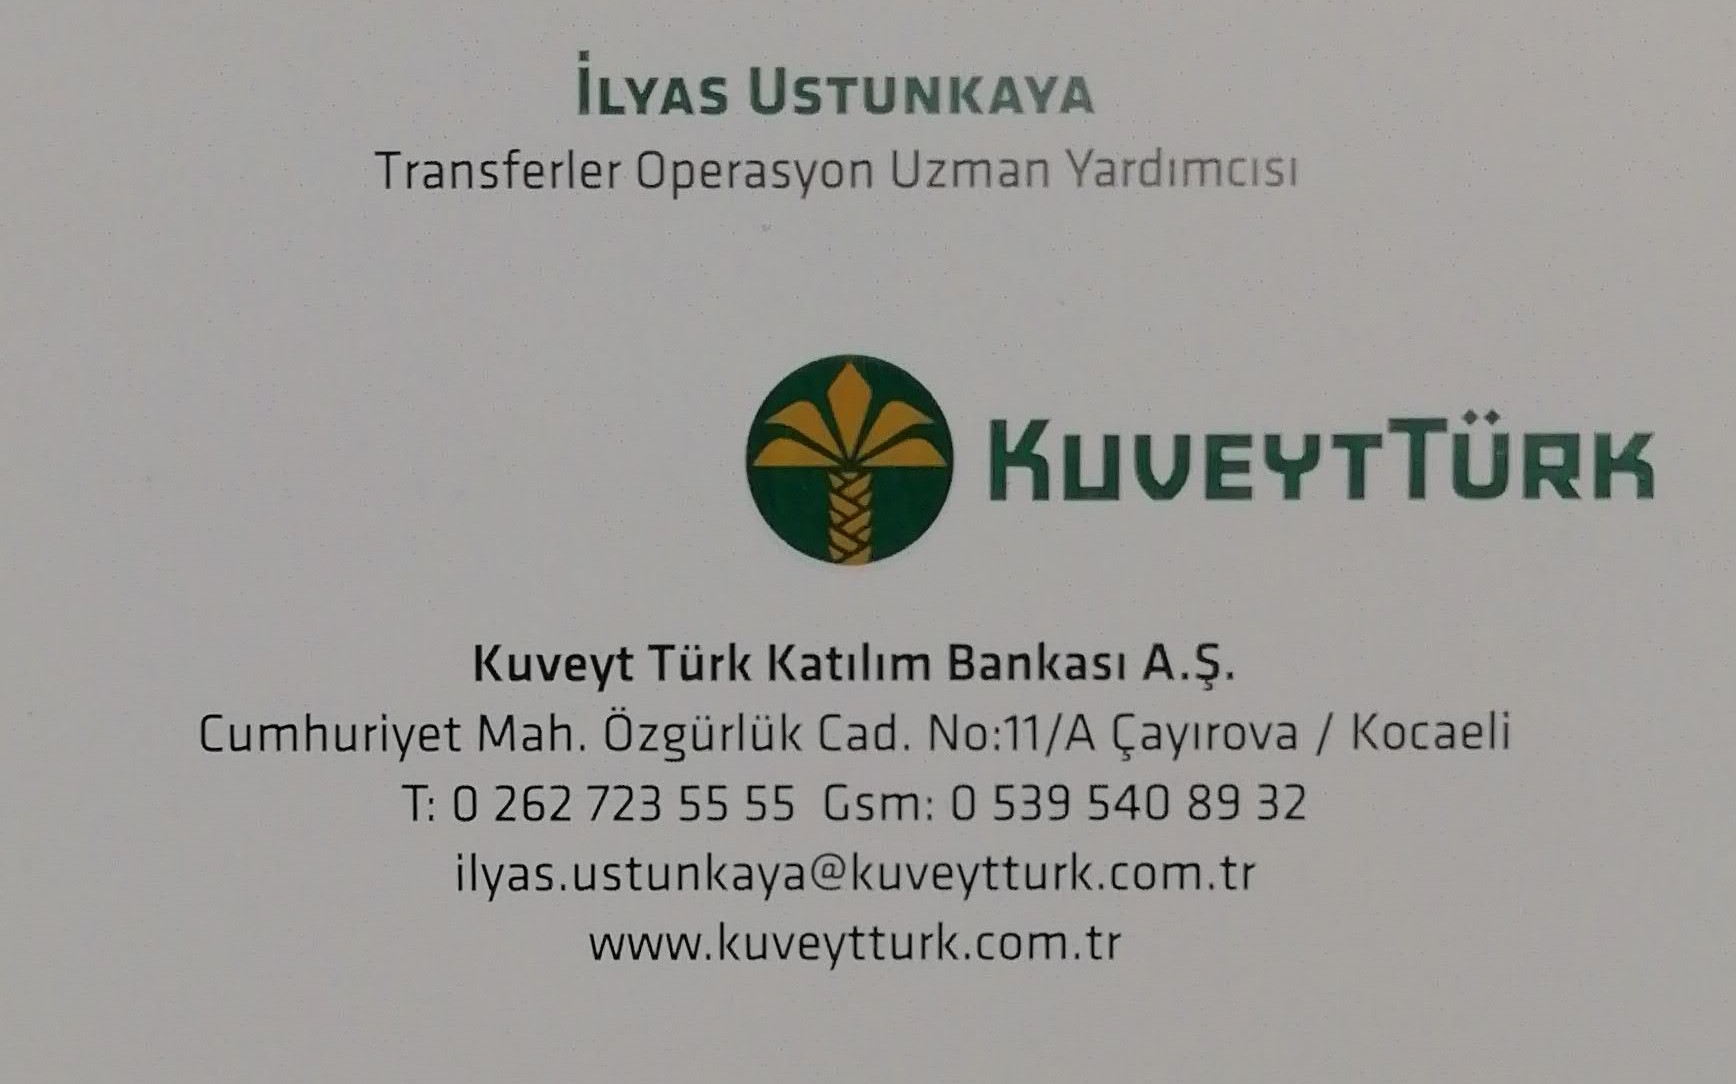 İLYAS USTUNKAYA
Transferler Operasyon Uzman Yardımcısı
KUVEYTTÜRK
Kuveyt Türk Katılım Bankası A.Ş.
Cumhuriyet Mah. Özgürlük Cad. No:11/A Çayırova / Kocaeli
T: 0 262 723 55 55 Gsm: 0 539 540 89 32
ilyas.ustunkaya@kuveytturk.com.tr
www.kuveytturk.com.tr